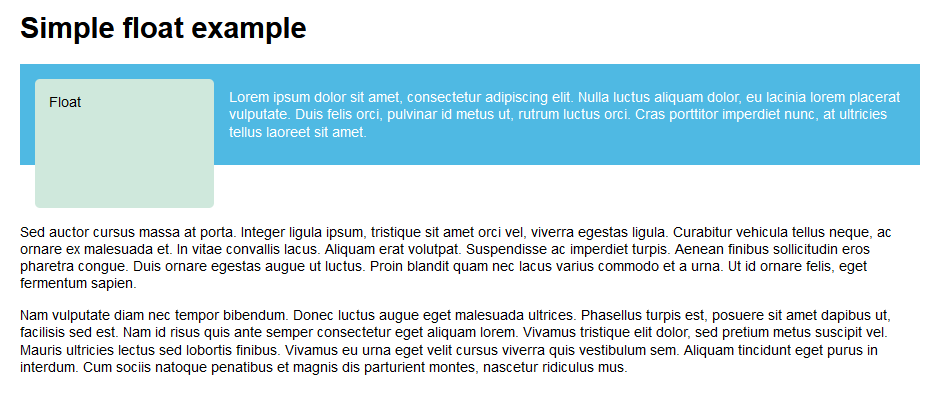 Simple float example
Float
Lorem ipsum dolor sit amet, consectetur adipiscing elit. Nulla luctus aliquam dolor, eu lacinia lorem placerat
vulputate. Duis felis orci, pulvinar id metus ut, rutrum luctus orci. Cras porttitor imperdiet nunc, at ultricies
tellus laoreet sit amet.
Sed auctor cursus massa at porta. Integer ligula ipsum, tristique sit amet orci vel, viverra egestas ligula. Curabitur vehicula tellus neque, ac
ornare ex malesuada et. In vitae convallis lacus. Aliquam erat volutpat. Suspendisse ac imperdiet turpis. Aenean finibus sollicitudin eros
pharetra congue. Duis ornare egestas augue ut luctus. Proin blandit quam nec lacus varius commodo et a urna. Ut id ornare felis, eget
fermentum sapien.
Nam vulputate diam nec tempor bibendum. Donec luctus augue eget malesuada ultrices. Phasellus turpis est, posuere sit amet dapibus ut,
facilisis sed est. Nam id risus quis ante semper consectetur eget aliquam lorem. Vivamus tristique elit dolor, sed pretium metus suscipit vel.
Mauris ultricies lectus sed lobortis finibus. Vivamus eu urna eget velit cursus viverra quis vestibulum sem. Aliquam tincidunt eget purus in
interdum. Cum sociis natoque penatibus et magnis dis parturient montes, nascetur ridiculus mus.